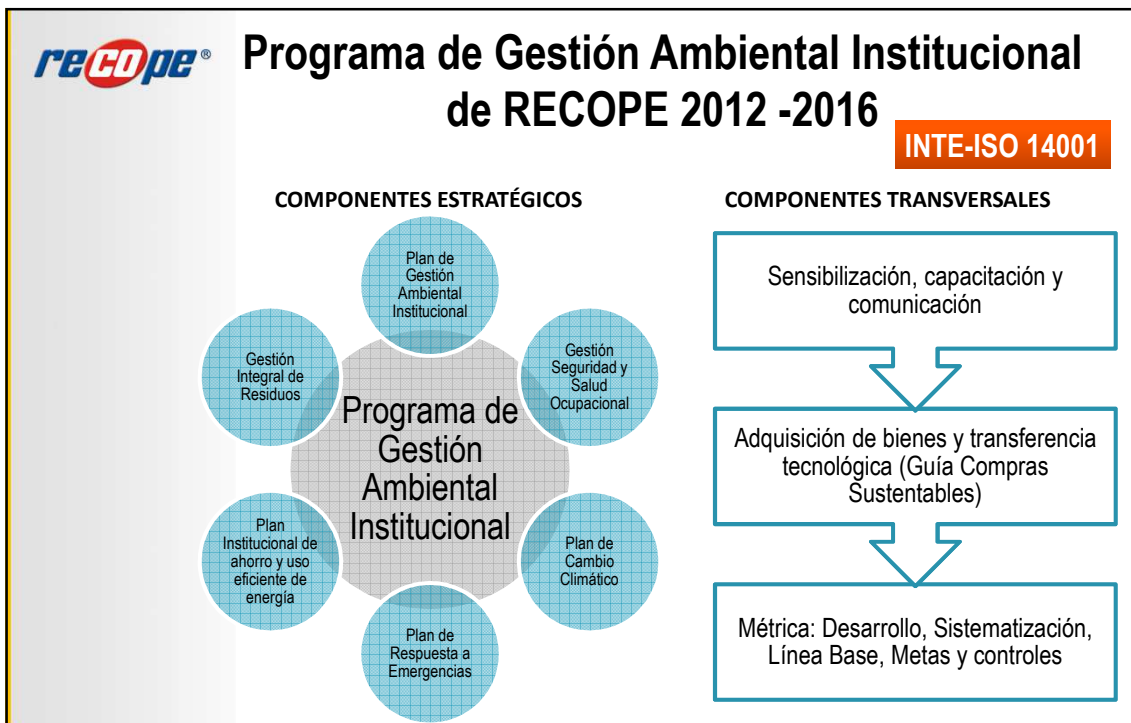 recope®
Programa de Gestión Ambiental Institucional
de RECOPE 2012 -2016
INTE-ISO 14001
COMPONENTES ESTRATÉGICOS
Plan de
Gestión
Ambiental
Institucional
Gestión
Seguridad y
Salud
Ocupacional
Plan de
Cambio
Climático
Plan de
Respuesta a
Emergencias
Plan
Institucional de
ahorro y uso
eficiente de
energía
Gestión
Integral de
Residuos
Programa de
Gestión
Ambiental
Institucional
COMPONENTES TRANSVERSALES
Sensibilización, capacitación y
comunicación
Adquisición de bienes y transferencia
tecnológica (Guía Compras
Sustentables)
Métrica: Desarrollo, Sistematización,
Línea Base, Metas y controles